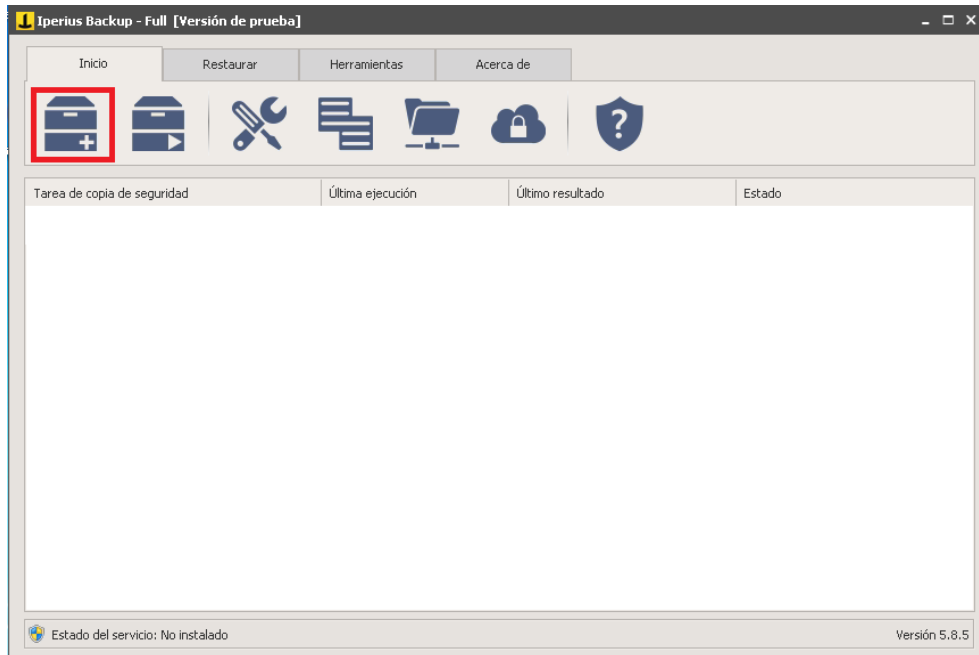 Iperius Backup - Full [Versión de prueba]
Inicio Restaurar Herramientas Acerca de
Tarea de copia de seguridad Última ejecución Último resultado Estado
Estado del servicio: No instalado Versión 5.8.5